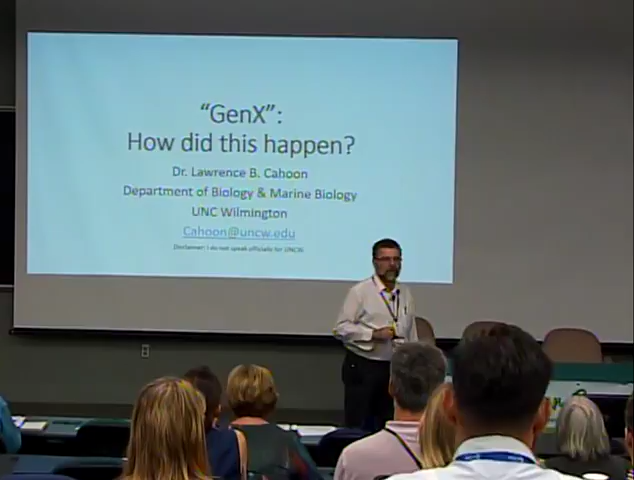 “GenX”:
How did this happen?
Dr. Lawrence B. Cahoon
Department of Biology & Marine Biology
UNC Wilmington
Cahoon@uncw.edu
Disclaimer: I do not speak officially for UNCW